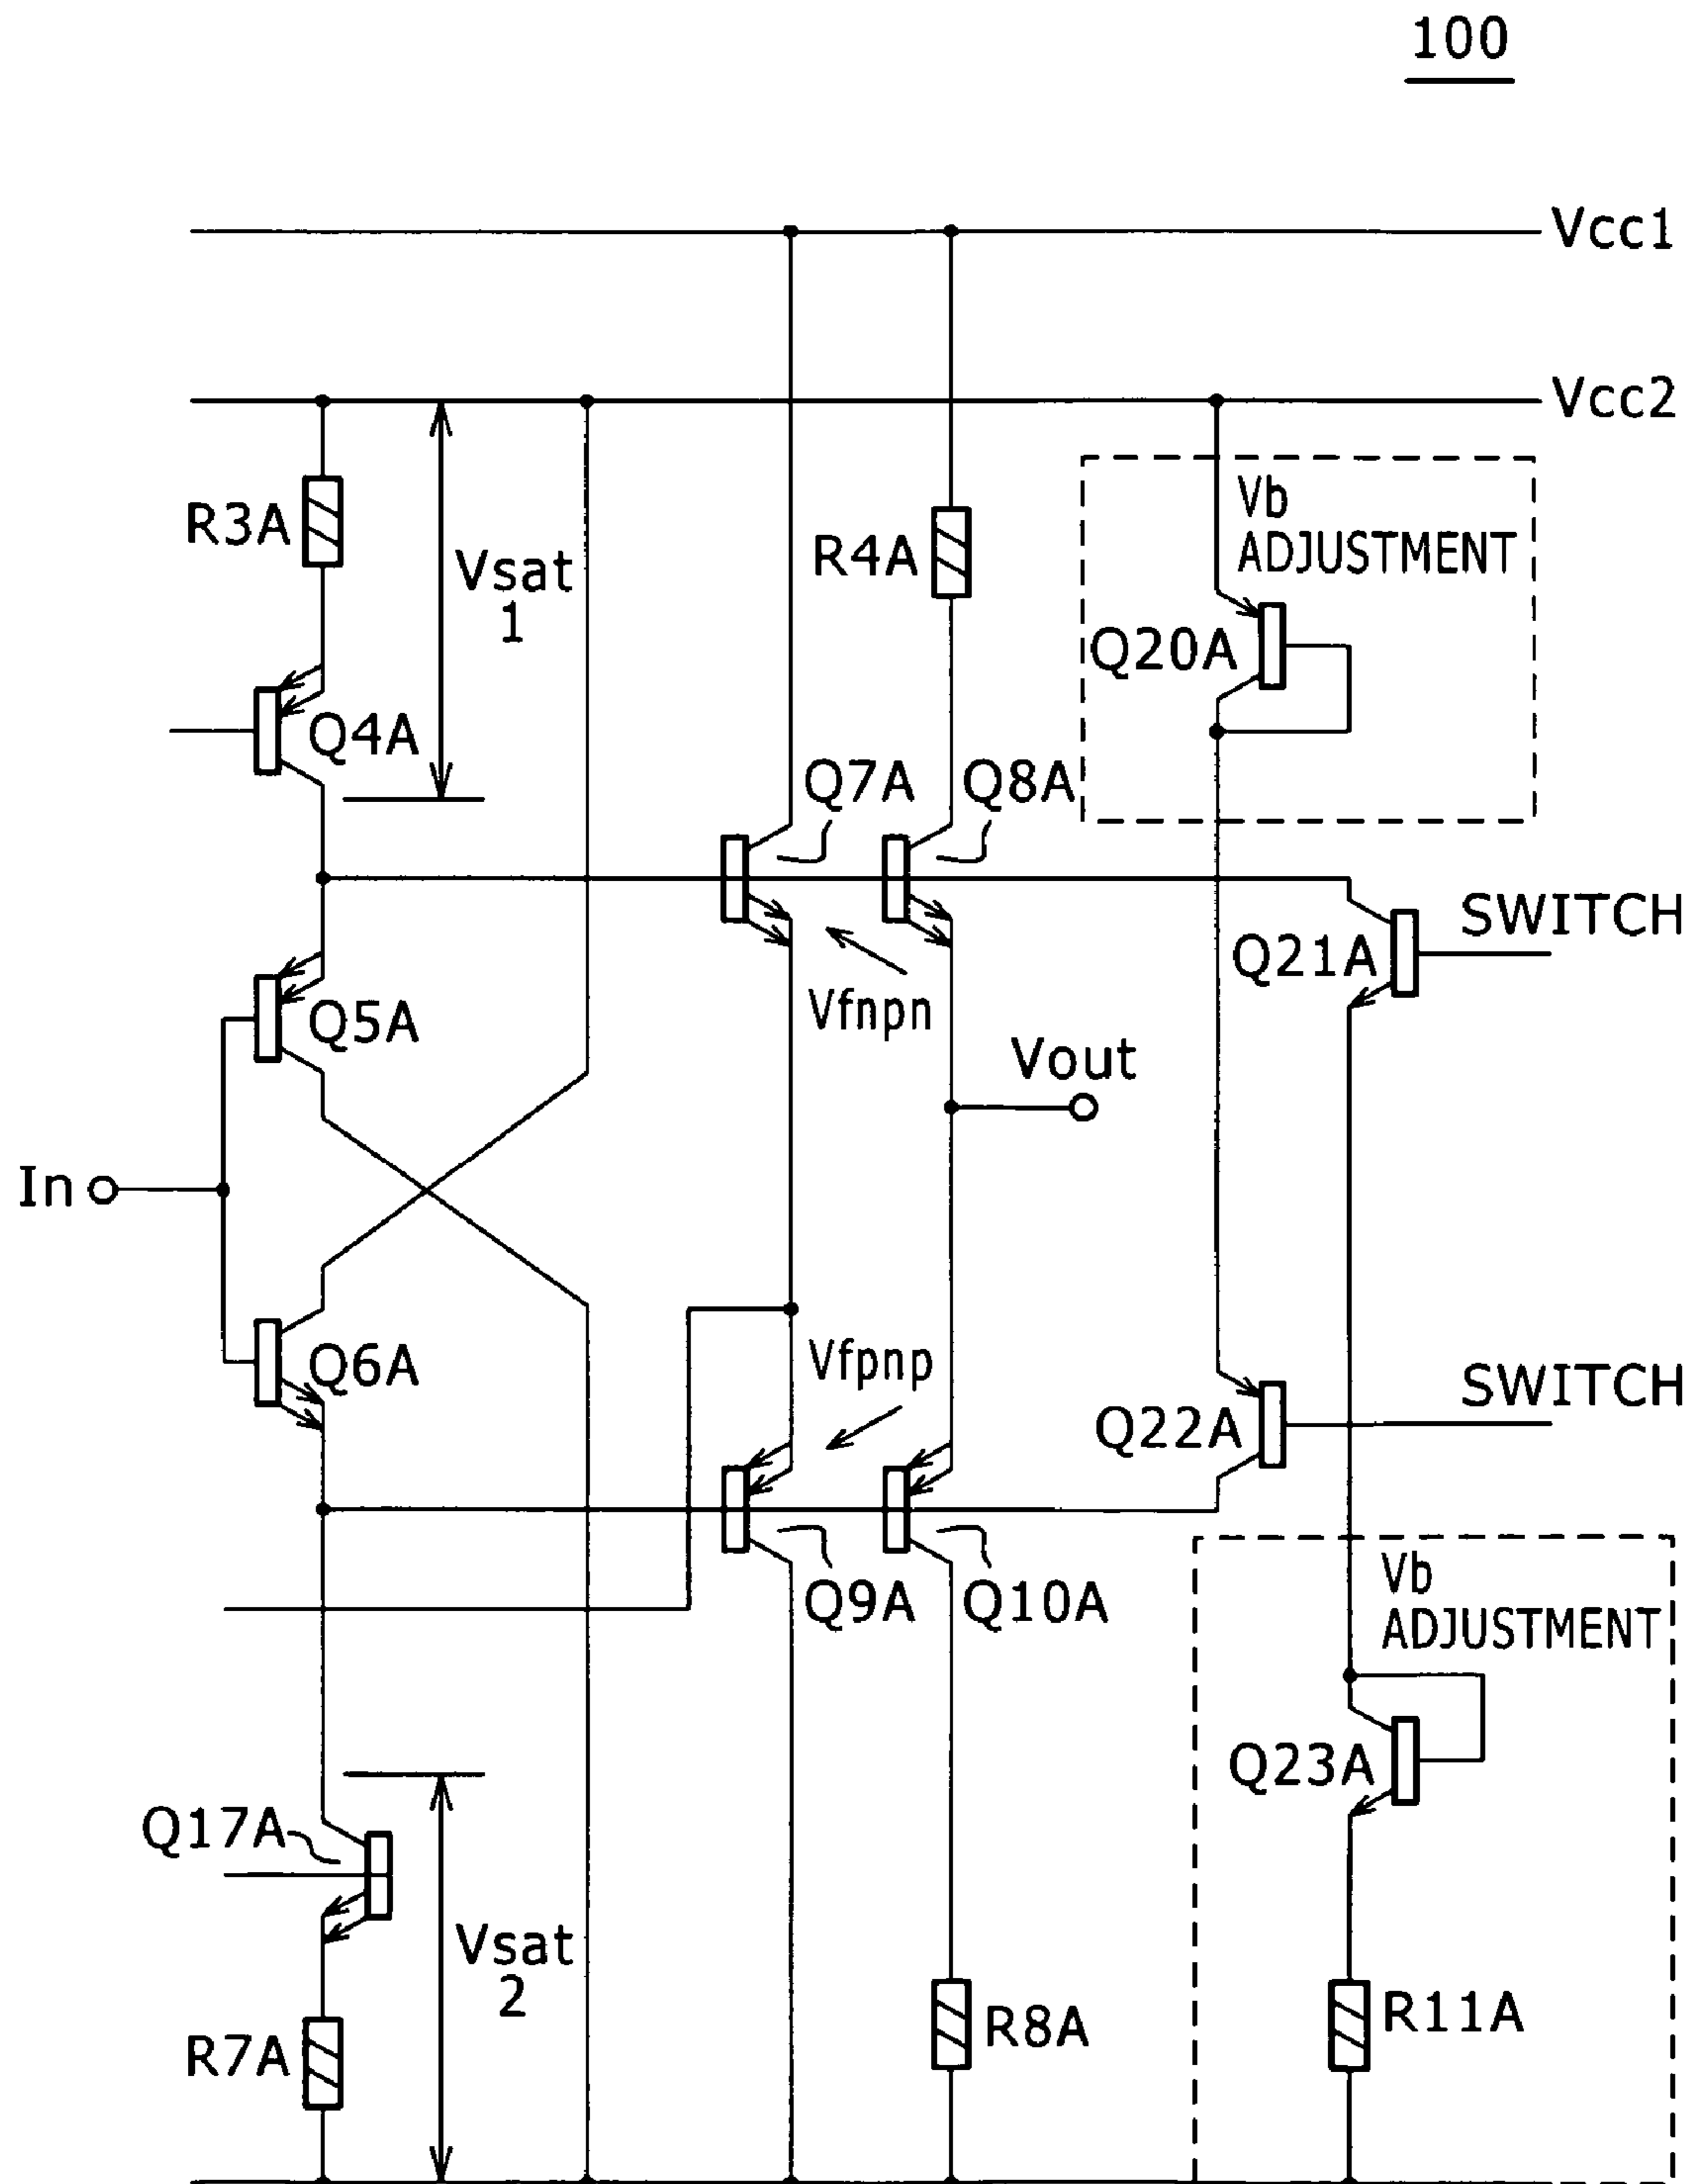 100
Vcc1
Vcc2
R3A
Vsat
1
R4A
Vb
ADJUSTMENT
Q20A
Q4A
Q7A
Q8A
SWITCH
Q21A
Q5A
Vfnpn
Vout
In
Q6A
Vfpnp
SWITCH
Q22A
Q9A
Q10A
Vb
ADJUSTMENT
Q23A
Q17A
Vsat
2
R7A
R8A
R11A